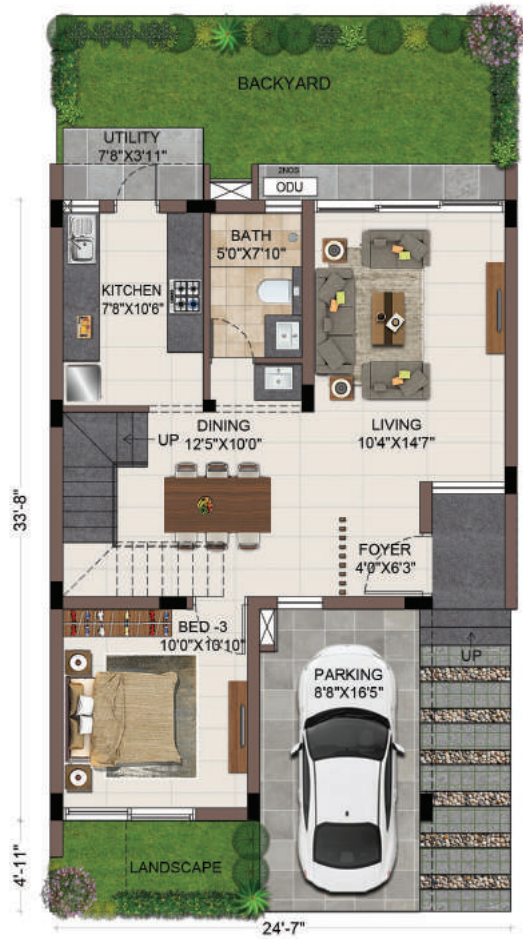 BACKYARD
UTILITY
7'8"X3'11"
2NOS
ODU
BATH
5'0"X7'10"
KITCHEN
7'8"X10'6"
DINING
12'5"X10'0"
LIVING
10'4"X14'7"
UP
33'-8"
FOYER
4'0"X6'3"
BED -3
10'0"X10'10"
UP
PARKING
8'8"X16'5"
4'-11"
LANDSCAPE
24'-7"